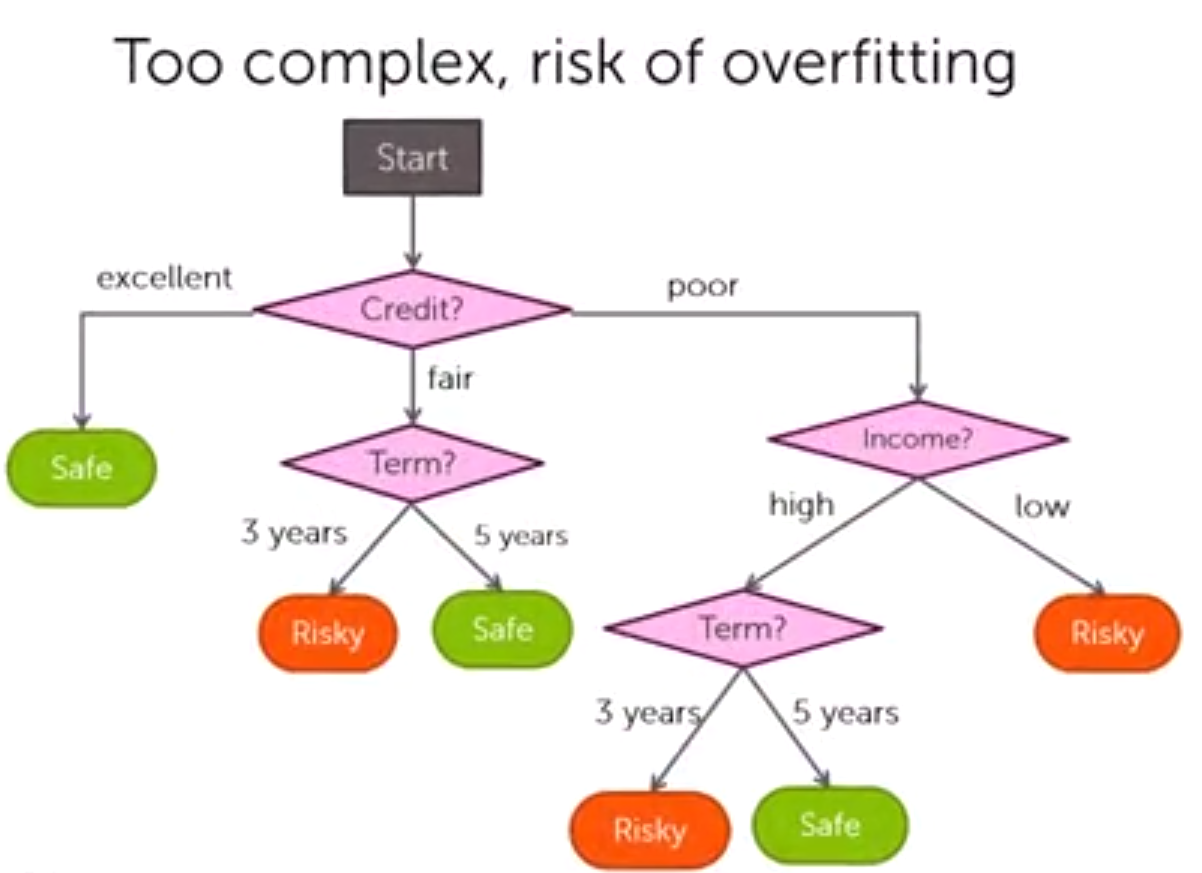 Too complex, risk of overfitting
Start
excellent
poor
Credit?
fair
Income?
Safe
Term?
high
low
3 years
5 years
Risky
Safe
Term?
Risky
3 years
5 years
Risky
Safe